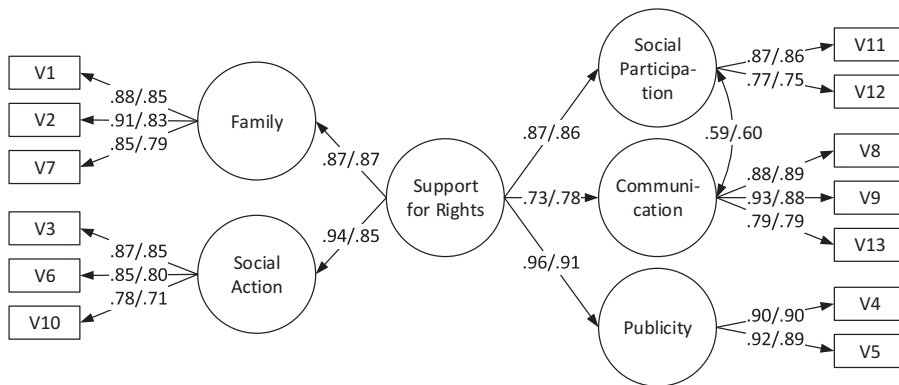 V1
V2
V7
.88/.85
.91/.83
.85/.79
Family
V3
V6
V10
.87/.85
.85/.80
.78/.71
Social
Action
.87/.87
.94/.85
Support
for Rights
.87/.86
.73/.78
.96/.91
Social
Participa-
tion
.87/.86
.77/.75
V11
V12
.59/.60
Communi-
cation
.88/.89
.93/.88
.79/.79
V8
V9
V13
Publicity
.90/.90
.92/.89
V4
V5